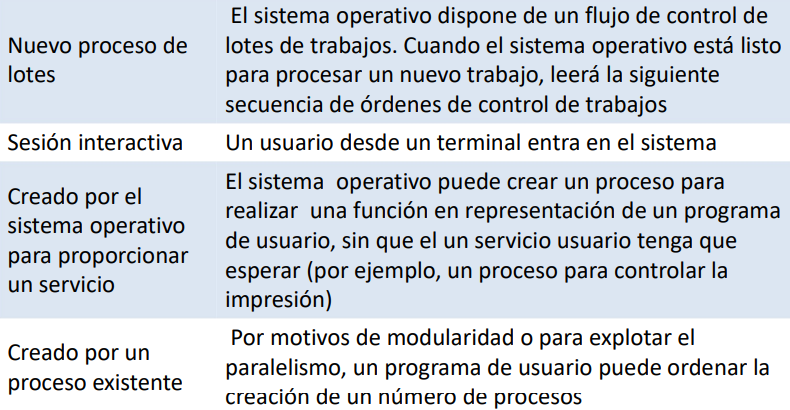 Nuevo proceso de
lotes
El sistema operativo dispone de un flujo de control de
lotes de trabajos. Cuando el sistema operativo está listo
para procesar un nuevo trabajo, leerá la siguiente
secuencia de órdenes de control de trabajos
Sesión interactiva
Un usuario desde un terminal entra en el sistema
Creado por el
sistema operativo
para proporcionar
un servicio
El sistema  operativo puede crear un proceso para
realizar  una función en representación de un programa
de usuario, sin que el un servicio usuario tenga que
esperar (por ejemplo, un proceso para controlar la
impresión)
Creado por un
proceso existente
Por motivos de modularidad o para explotar el
paralelismo, un programa de usuario puede ordenar la
creación de un número de procesos